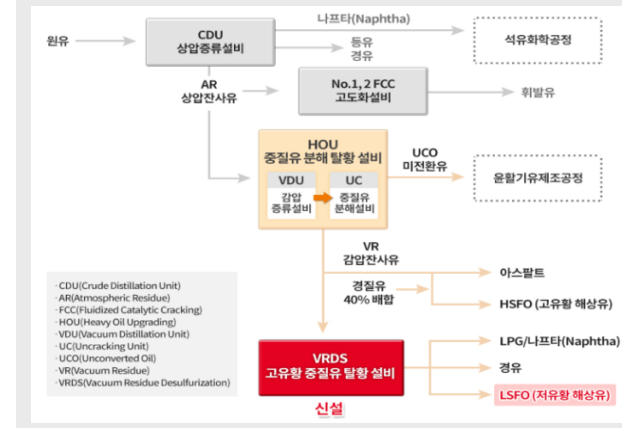 원유
CDU
상압증류설비
나프타(Naphtha)
등유
경유
석유화학공정
AR
상압잔사유
No.1, 2 FCC
고도화설비
휘발유
HOU
중질유 분해 탈황 설비
VDU
감압
증류설비
UC
중질유
분해설비
UCO
미전환유
윤활기유제조공정
VR
감압잔사유
경질유
40% 배합
아스팔트
HSFO (고유황 해상유)
· CDU(Crude Distillation Unit)
· AR(Atmospheric Residue)
· FCC(Fluidized Catalytic Cracking)
· HOU(Heavy Oil Upgrading)
· VDU(Vacuum Distillation Unit)
· UC(Uncracking Unit)
· UCO(Unconverted Oil)
· VR(Vacuum Residue)
· VRDS(Vacuum Residue Desulfurization)
VRDS
고유황 중질유 탈황 설비
신설
LPG/나프타(Naphtha)
경유
LSFO (저유황 해상유)